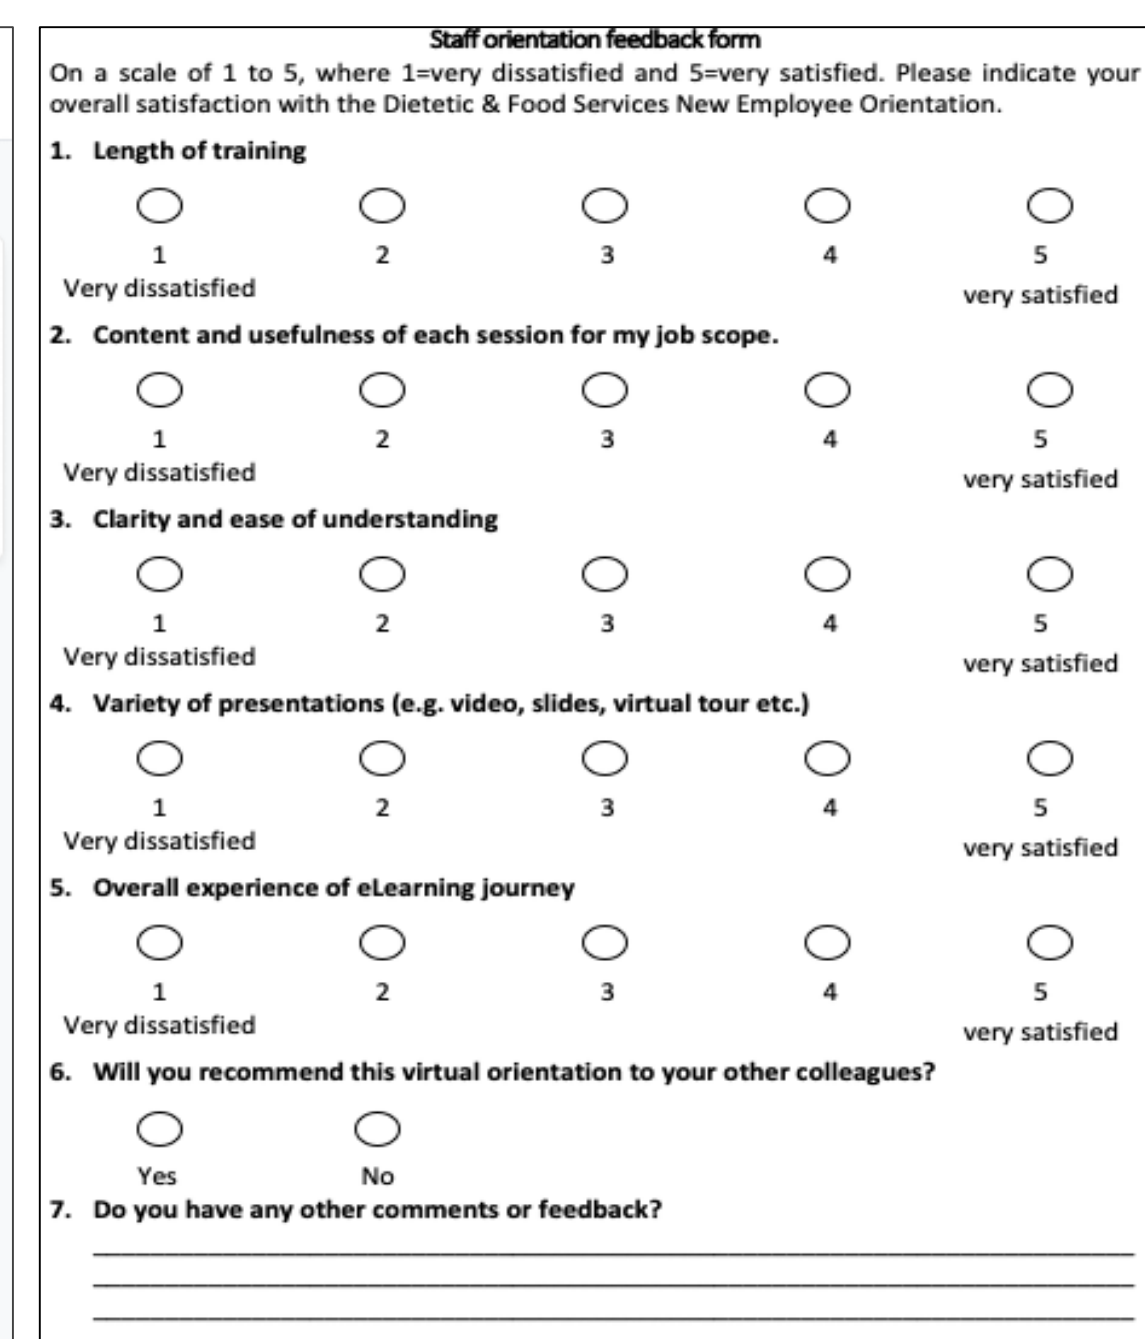 Staff orientation feedback form
On a scale of 1 to 5, where 1=very dissatisfied and 5=very satisfied. Please indicate your
overall satisfaction with the Dietetic & Food Services New Employee Orientation.
1. Length of training
1 2 3 4 5
Very dissatisfied very satisfied
2. Content and usefulness of each session for my job scope.
1 2 3 4 5
Very dissatisfied very satisfied
3. Clarity and ease of understanding
1 2 3 4 5
Very dissatisfied very satisfied
4. Variety of presentations (e.g. video, slides, virtual tour etc.)
1 2 3 4 5
Very dissatisfied very satisfied
5. Overall experience of eLearning journey
1 2 3 4 5
Very dissatisfied very satisfied
6. Will you recommend this virtual orientation to your other colleagues?
Yes No
7. Do you have any other comments or feedback?